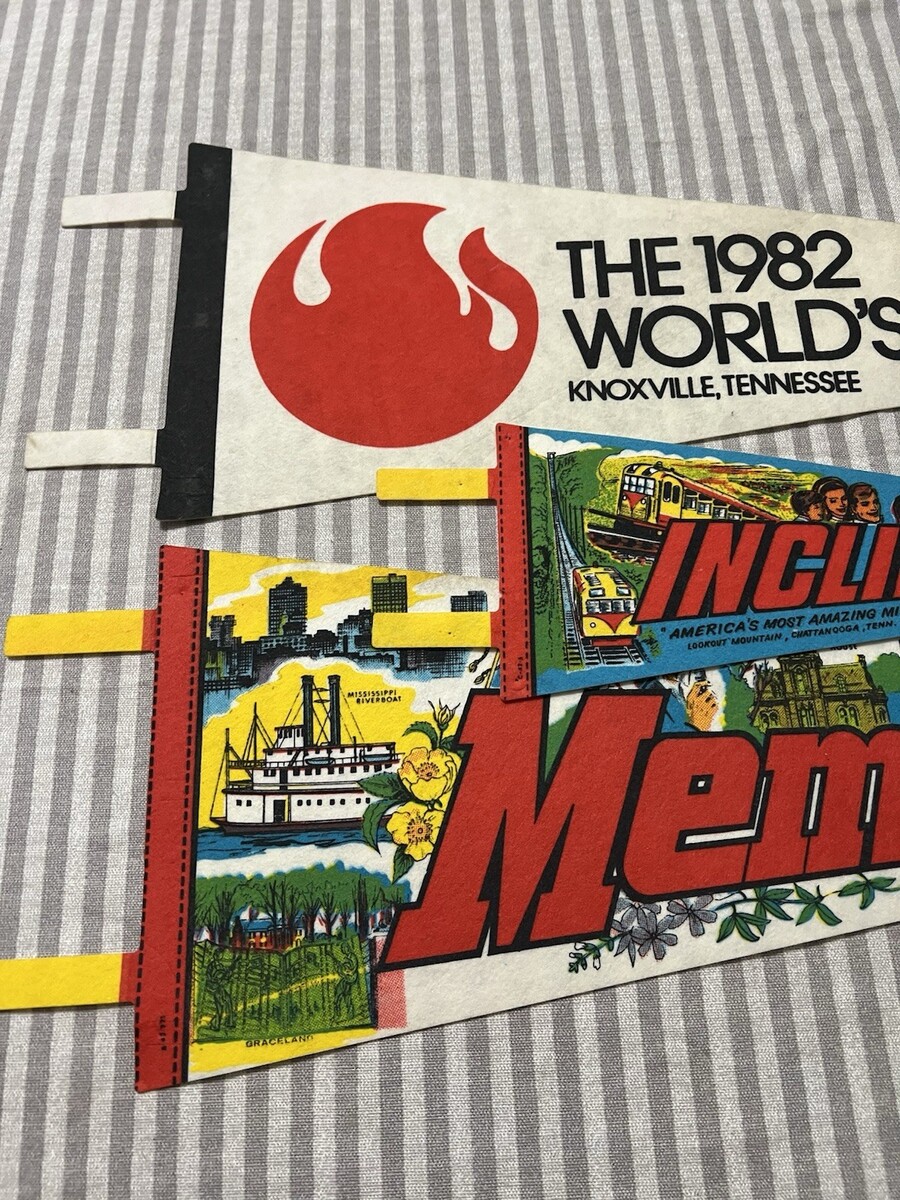 THE 1982
WORLD'S
KNOXVILLE, TENNESSEE
INCLI
"AMERICA'S MOST AMAZING MI
LOOKOUT MOUNTAIN, CHATTANOOGA, TENN.
MISSISSIPPI
RIVERBOAT
Mem
GRACELAND